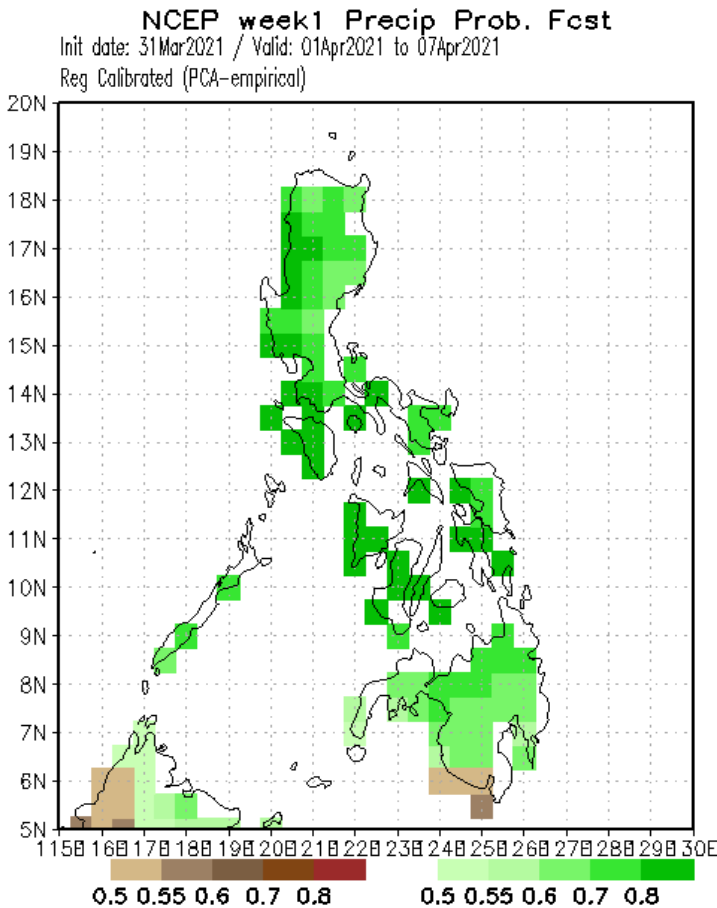 NCEP week1 Precip Prob. Fcst
Init date: 31Mar2021 / Valid: 01Apr2021 to 07Apr2021
Reg Calibrated (PCA-empirical)
20N
19N
18N
17N
16N
15N
14N
13N
12N
11N
10N
9N
8N
7N
6N
5N
115E 116E 117E 118E 119E 120E 121E 122E 123E 124E 125E 126E 127E 128E 129E 130E
0.5 0.55 0.6 0.7 0.8 0.5 0.55 0.6 0.7 0.8